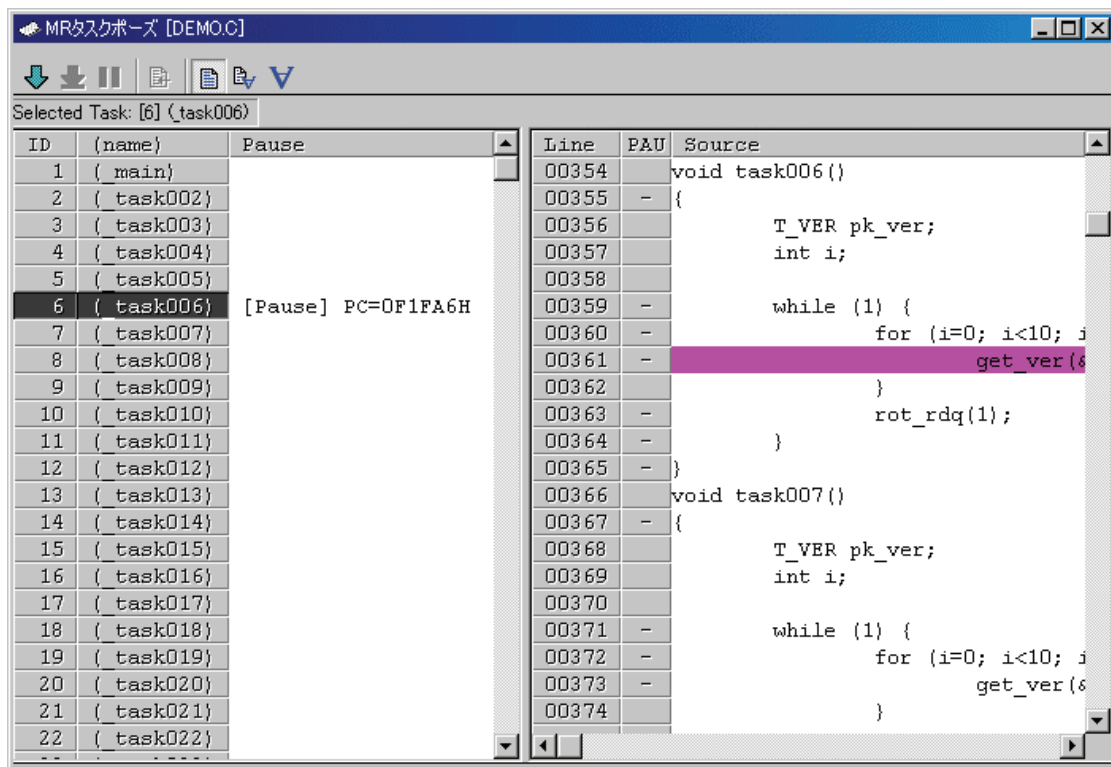 MRタスクポーズ [DEMO.C]
Selected Task: [6] (_task006)
ID (name) Pause
1 (_main)
2 (_task002)
3 (_task003)
4 (_task004)
5 (_task005)
6 (_task006) [Pause] PC=0F1FA6H
7 (_task007)
8 (_task008)
9 (_task009)
10 (_task010)
11 (_task011)
12 (_task012)
13 (_task013)
14 (_task014)
15 (_task015)
16 (_task016)
17 (_task017)
18 (_task018)
19 (_task019)
20 (_task020)
21 (_task021)
22 (_task022)
Line PAU Source
00354 void task006()
00355 - {
00356 T_VER pk_ver;
00357 int i;
00358
00359 - while (1) {
00360 - for (i=0; i<10; i
00361 - get_ver(&
00362 - }
00363 - rot_rdq(1);
00364 - }
00365 - }
00366 void task007()
00367 - {
00368 T_VER pk_ver;
00369 int i;
00370
00371 - while (1) {
00372 - for (i=0; i<10; i
00373 - get_ver(&
00374 }